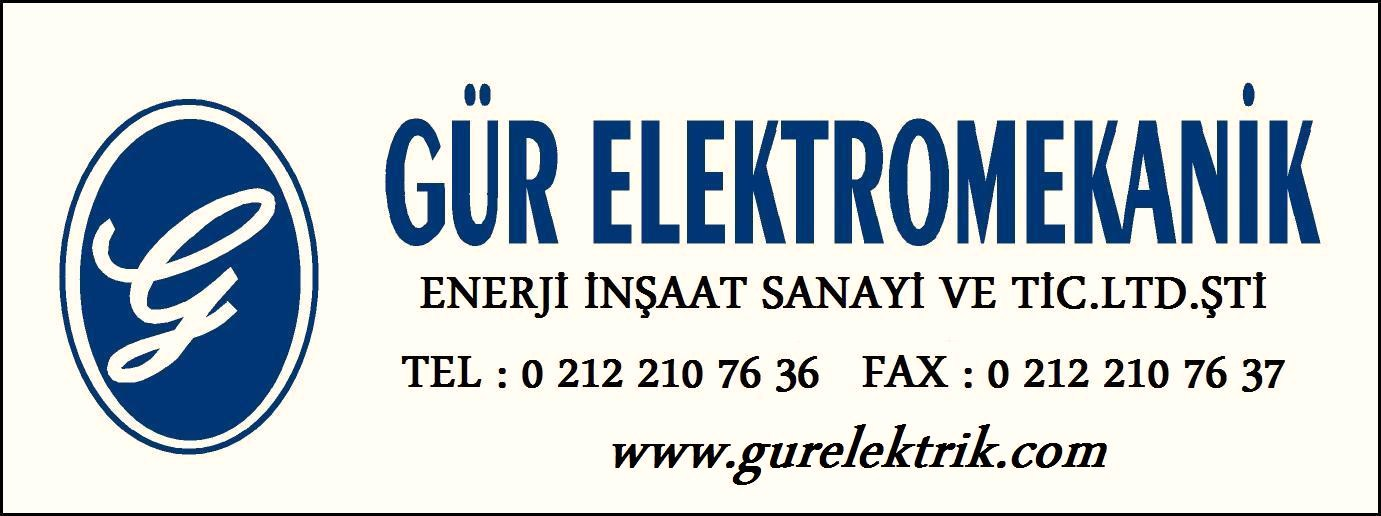 G
GÜR ELEKTROMEKANİK
ENERJİ İNŞAAT SANAYİ VE TİC.LTD.ŞTİ
TEL : 0 212 210 76 36 FAX : 0 212 210 76 37
www.gurelektrik.com